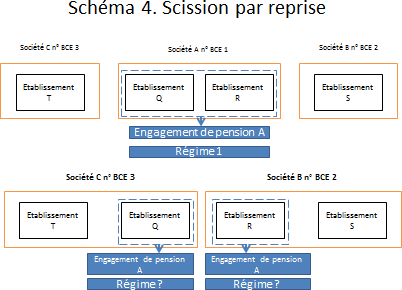 Schéma 4. Scission par reprise
Société C n° BCE 3
Société A n° BCE 1
Société B n° BCE 2
Etablissement
T
Etablissement
Q
Etablissement
R
Etablissement
S
Engagement de pension A
Régime 1
Société C n° BCE 3
Société B n° BCE 2
Etablissement
T
Etablissement
Q
Etablissement
R
Etablissement
S
Engagement de pension
A
Régime ?
Engagement de pension
A
Régime ?